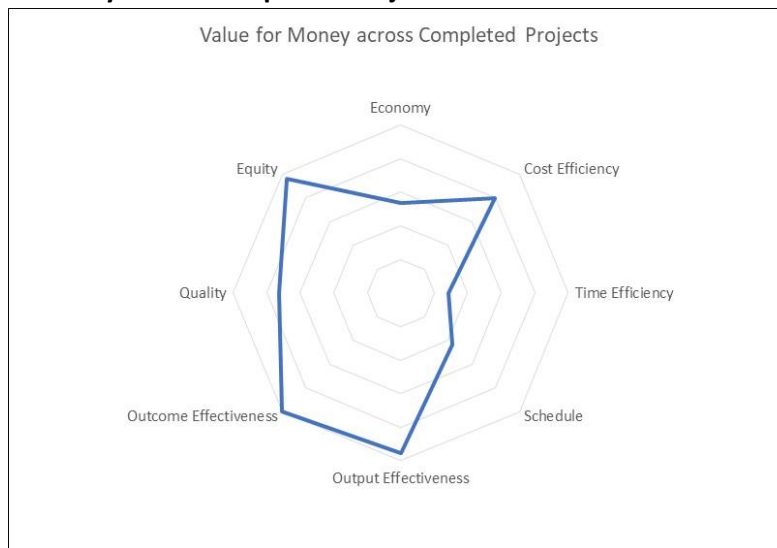 Value for Money across Completed Projects
Economy
Cost Efficiency
Time Efficiency
Schedule
Output Effectiveness
Outcome Effectiveness
Quality
Equity